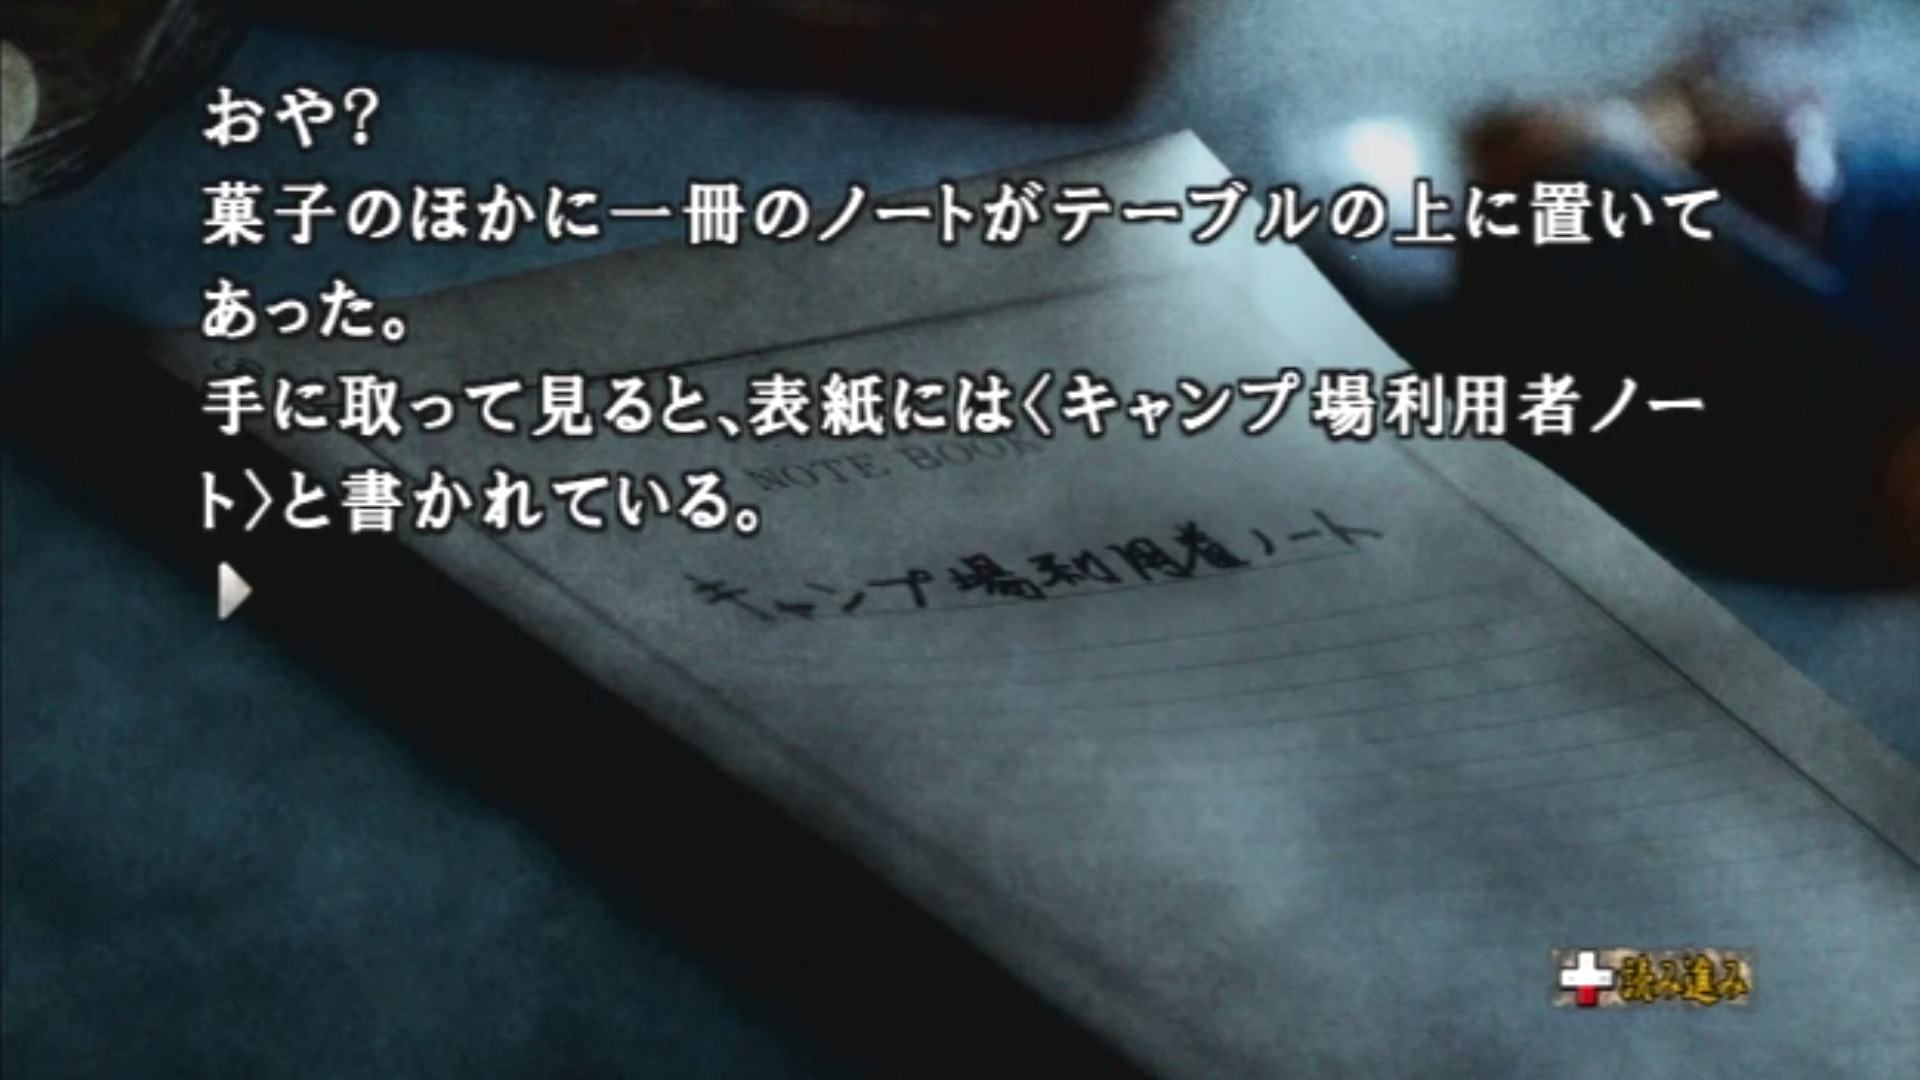 おや？
菓子のほかに一冊のノートがテーブルの上に置いて
あった。
手に取って見ると、表紙には〈キャンプ場利用者ノー
ト〉と書かれている。
NOTE BOOK
キャンプ場利用者ノート
読み進み